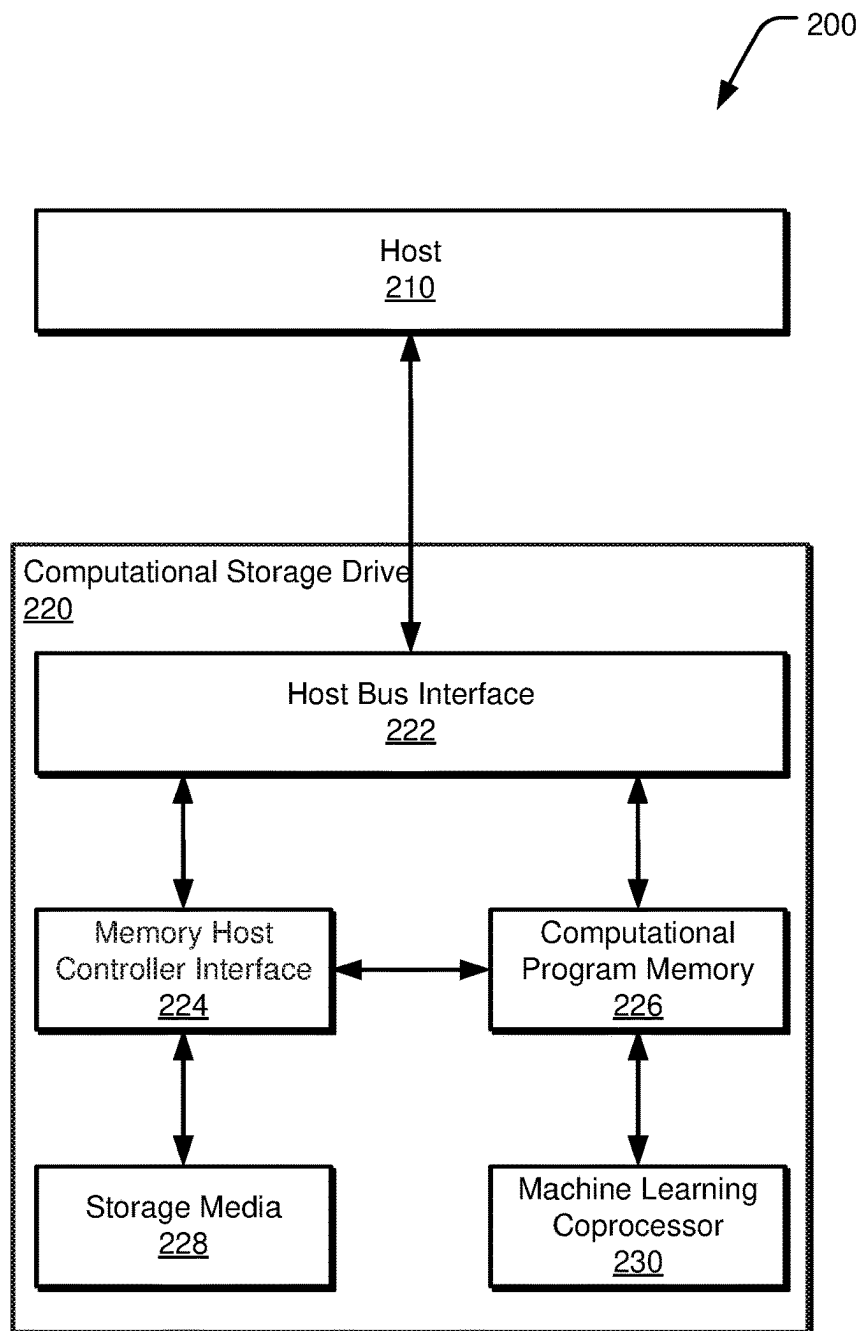 200
Host
210
Computational Storage Drive
220
Host Bus Interface
222
Memory Host
Controller Interface
224
Computational
Program Memory
226
Storage Media
228
Machine Learning
Coprocessor
230